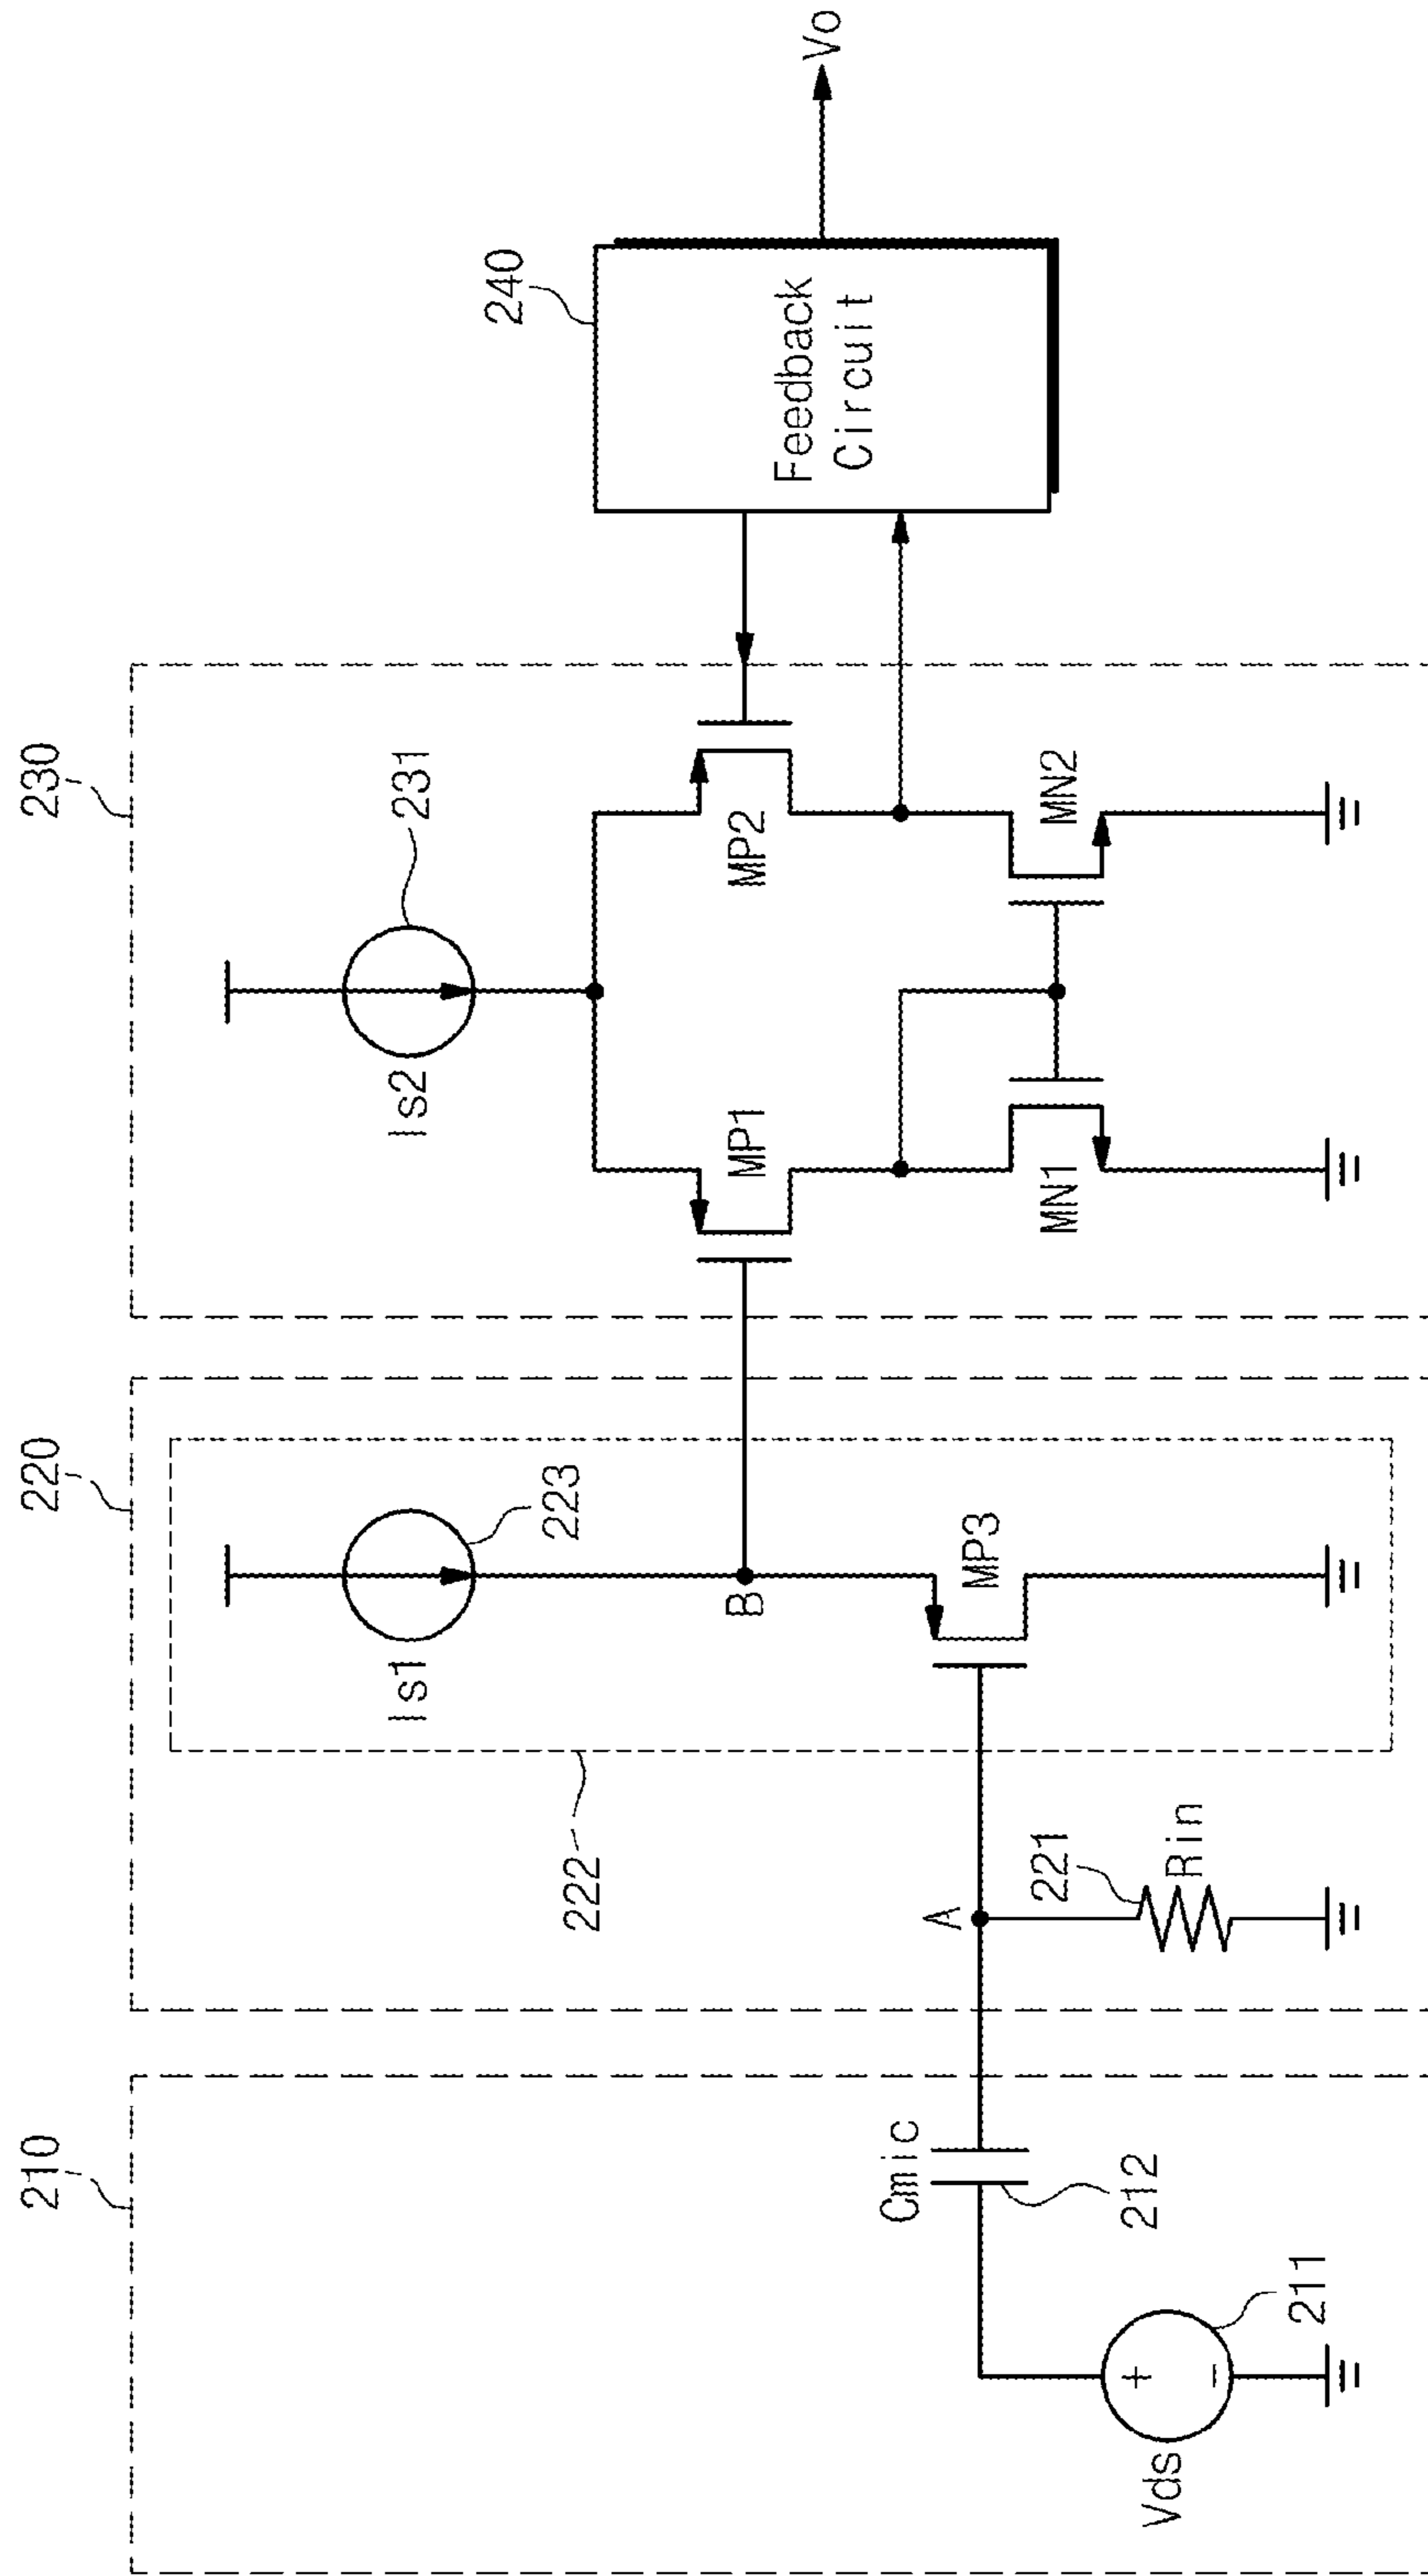 210
220
230
Is1
223
Is2
231
240
B
MP1
MP2
Feedback
Circuit
Vo
222
A
MP3
MN1
MN2
Cmic
212
221
Rin
Vds
+
-
211